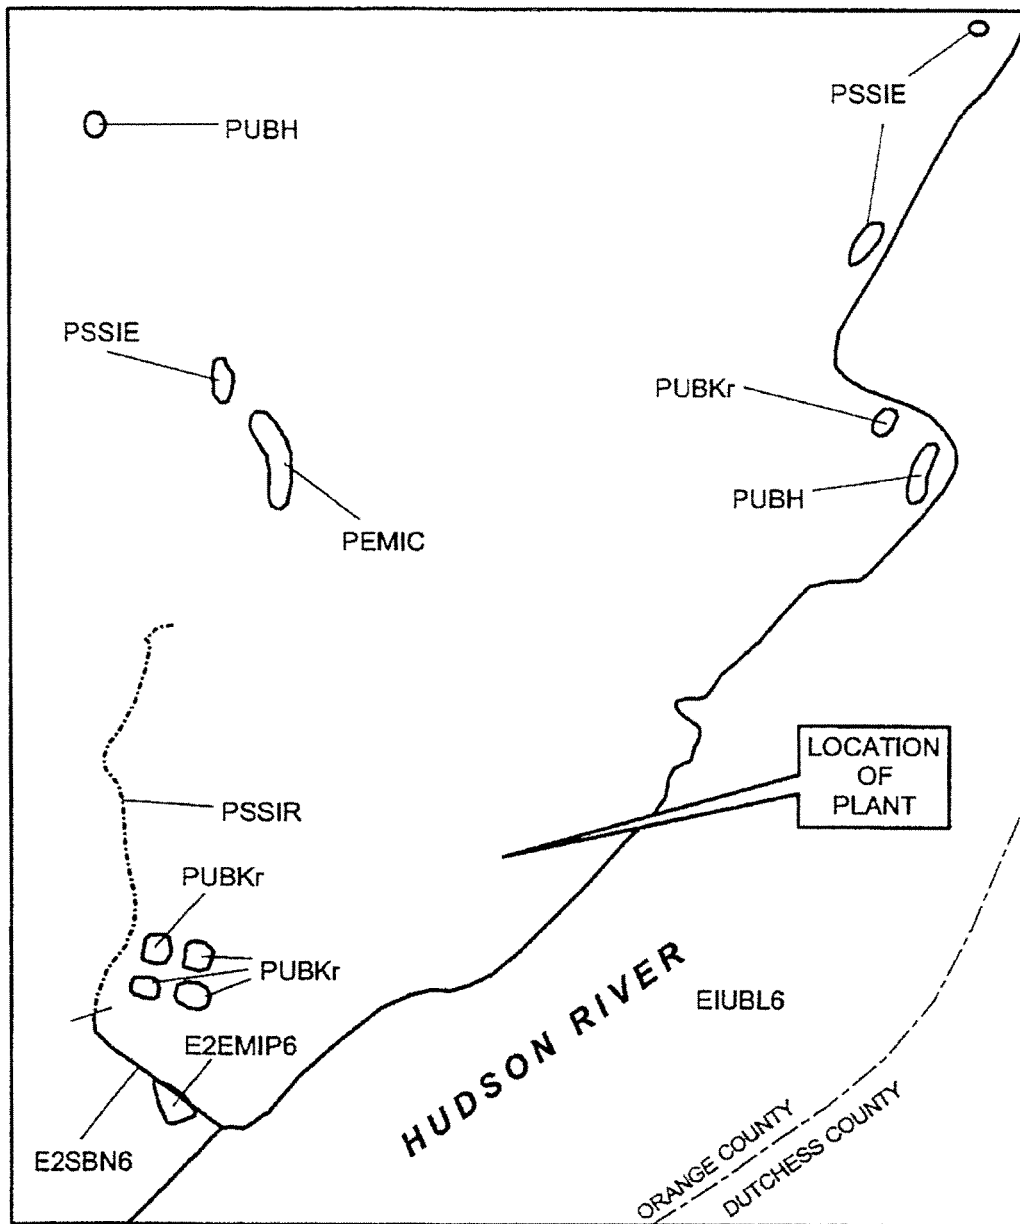 PSSIE
PUBH
PSSIE
PUBKr
PUBH
PEMIC
LOCATION
OF
PLANT
PSSIR
PUBKr
PUBKr
EIUBL6
HUDSON RIVER
E2EMIP6
E2SBN6
ORANGE COUNTY
DUTCHESS COUNTY